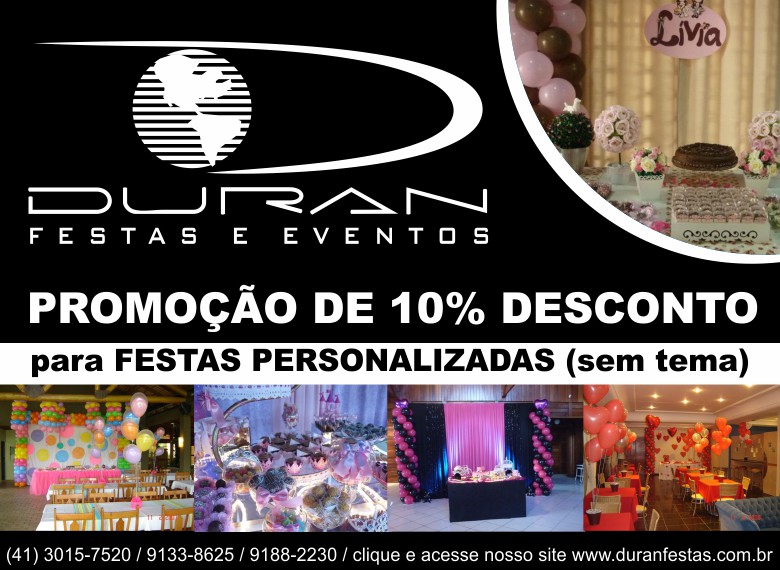 Lívia
DURAN
FESTAS E EVENTOS
PROMOÇÃO DE 10% DESCONTO
para FESTAS PERSONALIZADAS (sem tema)
(41) 3015-7520 / 9133-8625 / 9188-2230 / clique e acesse nosso site www.duranfestas.com.br